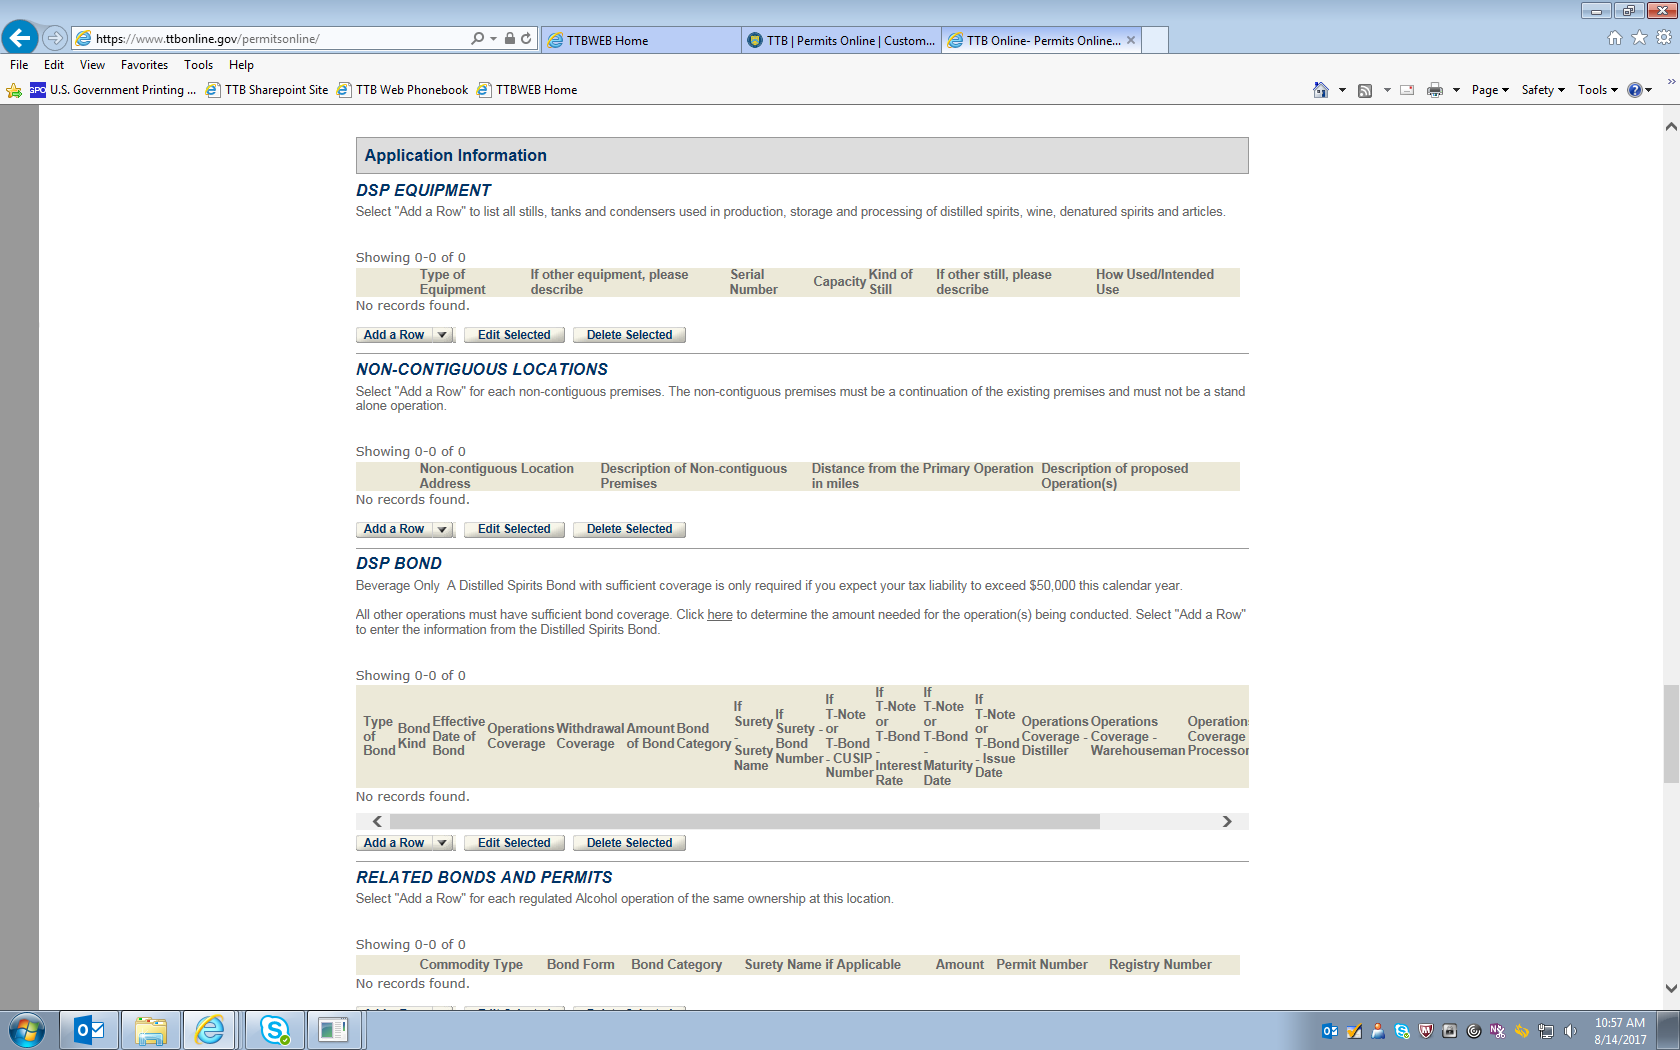 https://www.ttbonline.gov/permitsonline/
TTBWEB Home
TTB | Permits Online | Custom...
TTB Online- Permits Online...
File Edit View Favorites Tools Help
GPO U.S. Government Printing ... TTB Sharepoint Site TTB Web Phonebook TTBWEB Home
Page Safety Tools
Application Information
DSP EQUIPMENT
Select "Add a Row" to list all stills, tanks and condensers used in production, storage and processing of distilled spirits, wine, denatured spirits and articles.
Showing 0-0 of 0
Type of Equipment If other equipment, please describe Serial Number Capacity Kind of Still If other still, please describe How Used/Intended Use
No records found.
Add a Row Edit Selected Delete Selected
NON-CONTIGUOUS LOCATIONS
Select "Add a Row" for each non-contiguous premises. The non-contiguous premises must be a continuation of the existing premises and must not be a stand
alone operation.
Showing 0-0 of 0
Non-contiguous Location Address Description of Non-contiguous Premises Distance from the Primary Operation in miles Description of proposed Operation(s)
No records found.
Add a Row Edit Selected Delete Selected
DSP BOND
Beverage Only  A Distilled Spirits Bond with sufficient coverage is only required if you expect your tax liability to exceed $50,000 this calendar year.
All other operations must have sufficient bond coverage. Click here to determine the amount needed for the operation(s) being conducted. Select "Add a Row"
to enter the information from the Distilled Spirits Bond.
Showing 0-0 of 0
Type of Bond Bond Kind Effective Date of Bond Operations Coverage Withdrawal Coverage Amount of Bond Bond Category If Surety - Surety Name If Surety - Bond Number If T-Note or T-Bond - CUSIP Number If T-Note or T-Bond - Interest Rate If T-Note or T-Bond - Maturity Date If T-Note or T-Bond - Issue Date Operations Coverage - Distiller Operations Coverage - Warehouseman Operations Coverage Processor
No records found.
Add a Row Edit Selected Delete Selected
RELATED BONDS AND PERMITS
Select "Add a Row" for each regulated Alcohol operation of the same ownership at this location.
Showing 0-0 of 0
Commodity Type Bond Form Bond Category Surety Name if Applicable Amount Permit Number Registry Number
No records found.
10:57 AM
8/14/2017